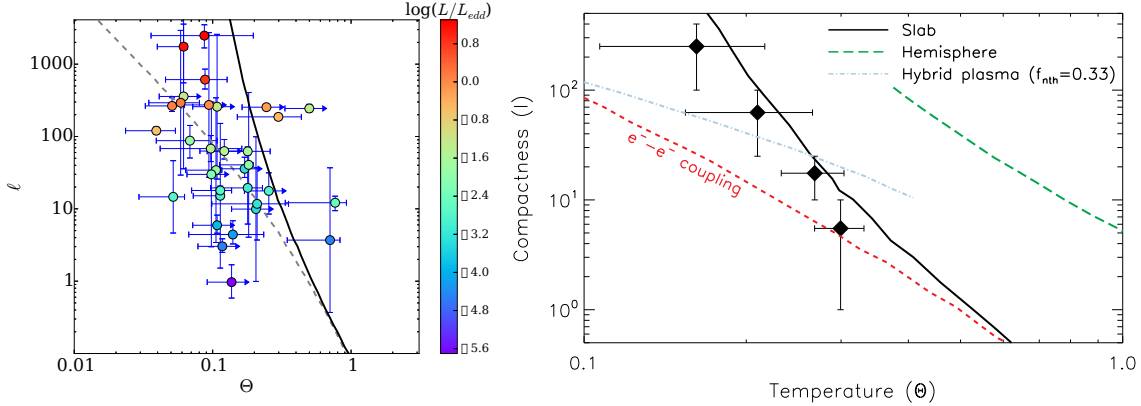 log(L/L_edd)
1000
100
10
1
ℓ
0.01
0.1
1
Θ
0.8
0.0
▯0.8
▯1.6
▯2.4
▯3.2
▯4.0
▯4.8
▯5.6
Slab
Hemisphere
Hybrid plasma (f_nth=0.33)
e⁻−e⁻ coupling
Compactness (l)
10²
10¹
10⁰
0.1
1.0
Temperature (Θ)